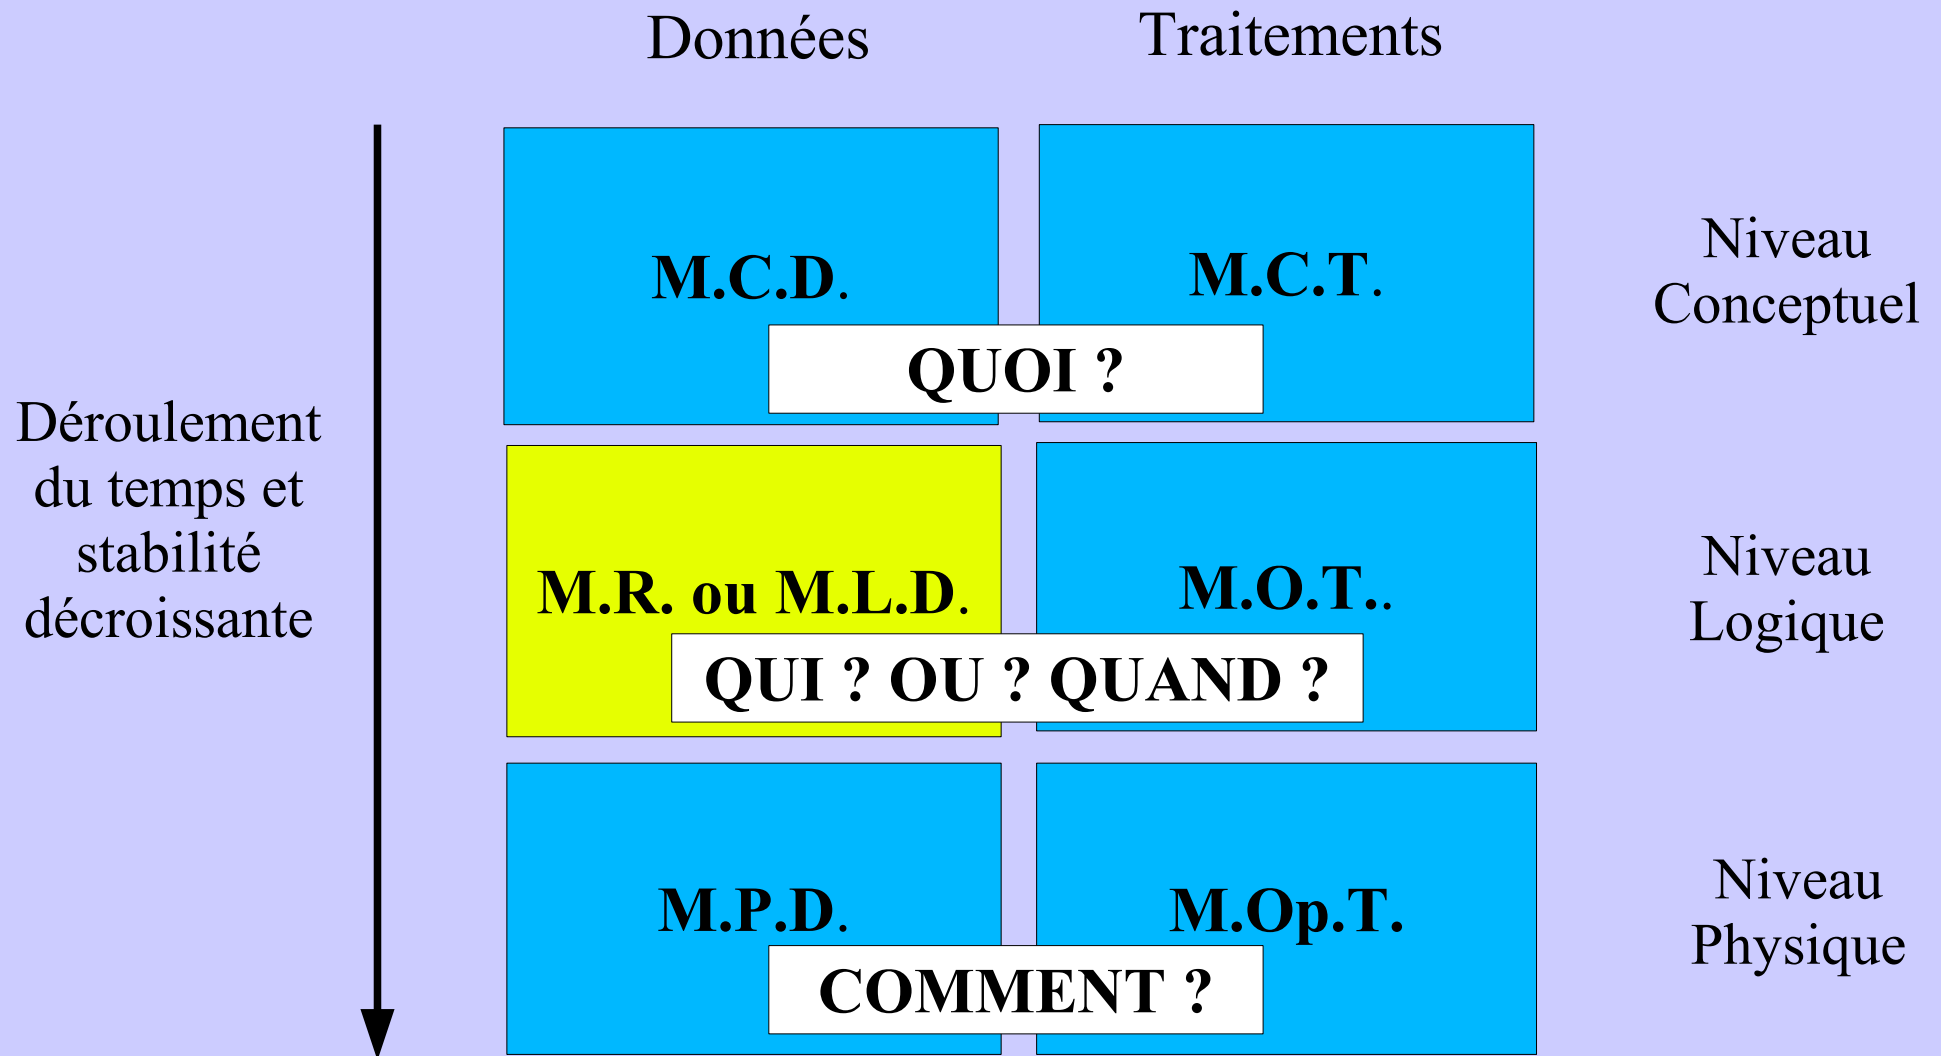 Données
Traitements
M.C.D.
M.C.T.
QUOI ?
Niveau
Conceptuel
Déroulement
du temps et
stabilité
décroissante
M.R. ou M.L.D.
M.O.T..
QUI ? OU ? QUAND ?
Niveau
Logique
M.P.D.
M.Op.T.
COMMENT ?
Niveau
Physique